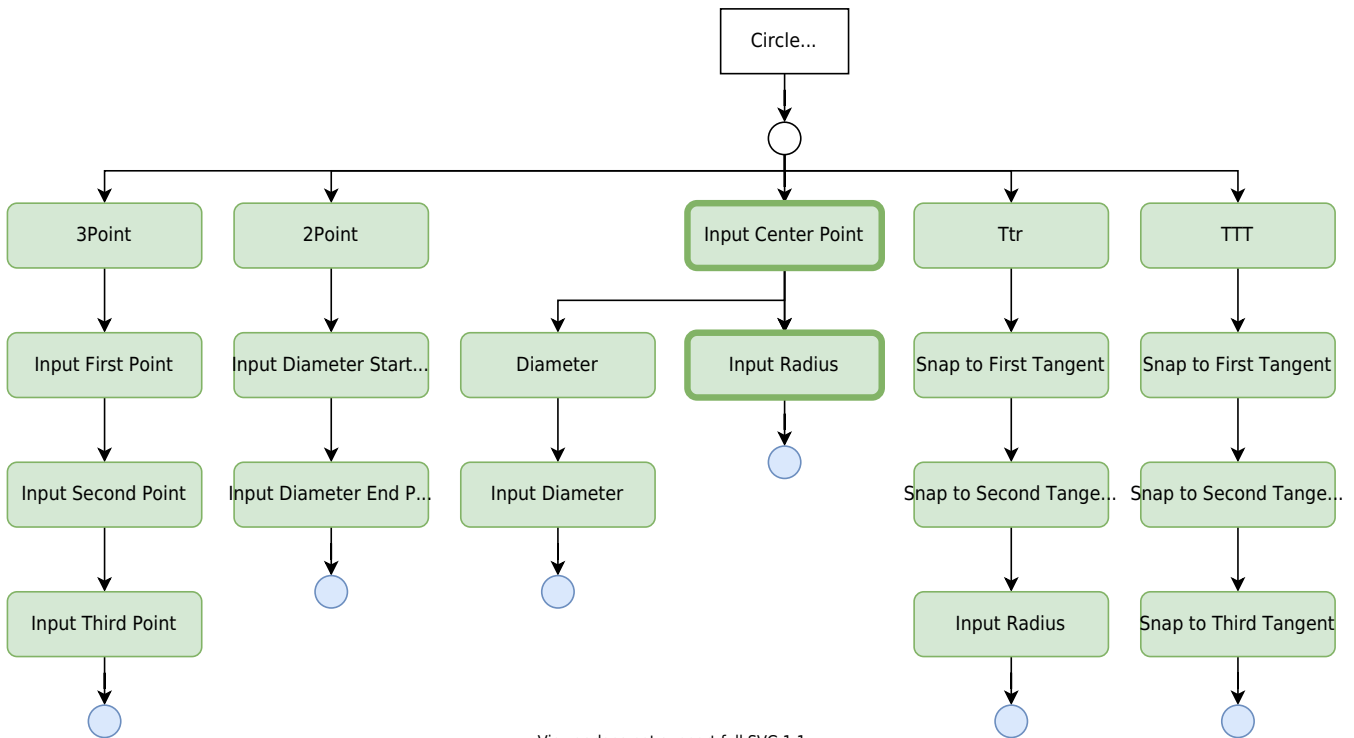 Circle...
3Point
2Point
Input Center Point
Ttr
TTT
Input First Point
Input Diameter Start...
Diameter
Input Radius
Snap to First Tangent
Snap to First Tangent
Input Second Point
Input Diameter End P...
Input Diameter
Snap to Second Tange...
Snap to Second Tange...
Input Third Point
Input Radius
Snap to Third Tangent